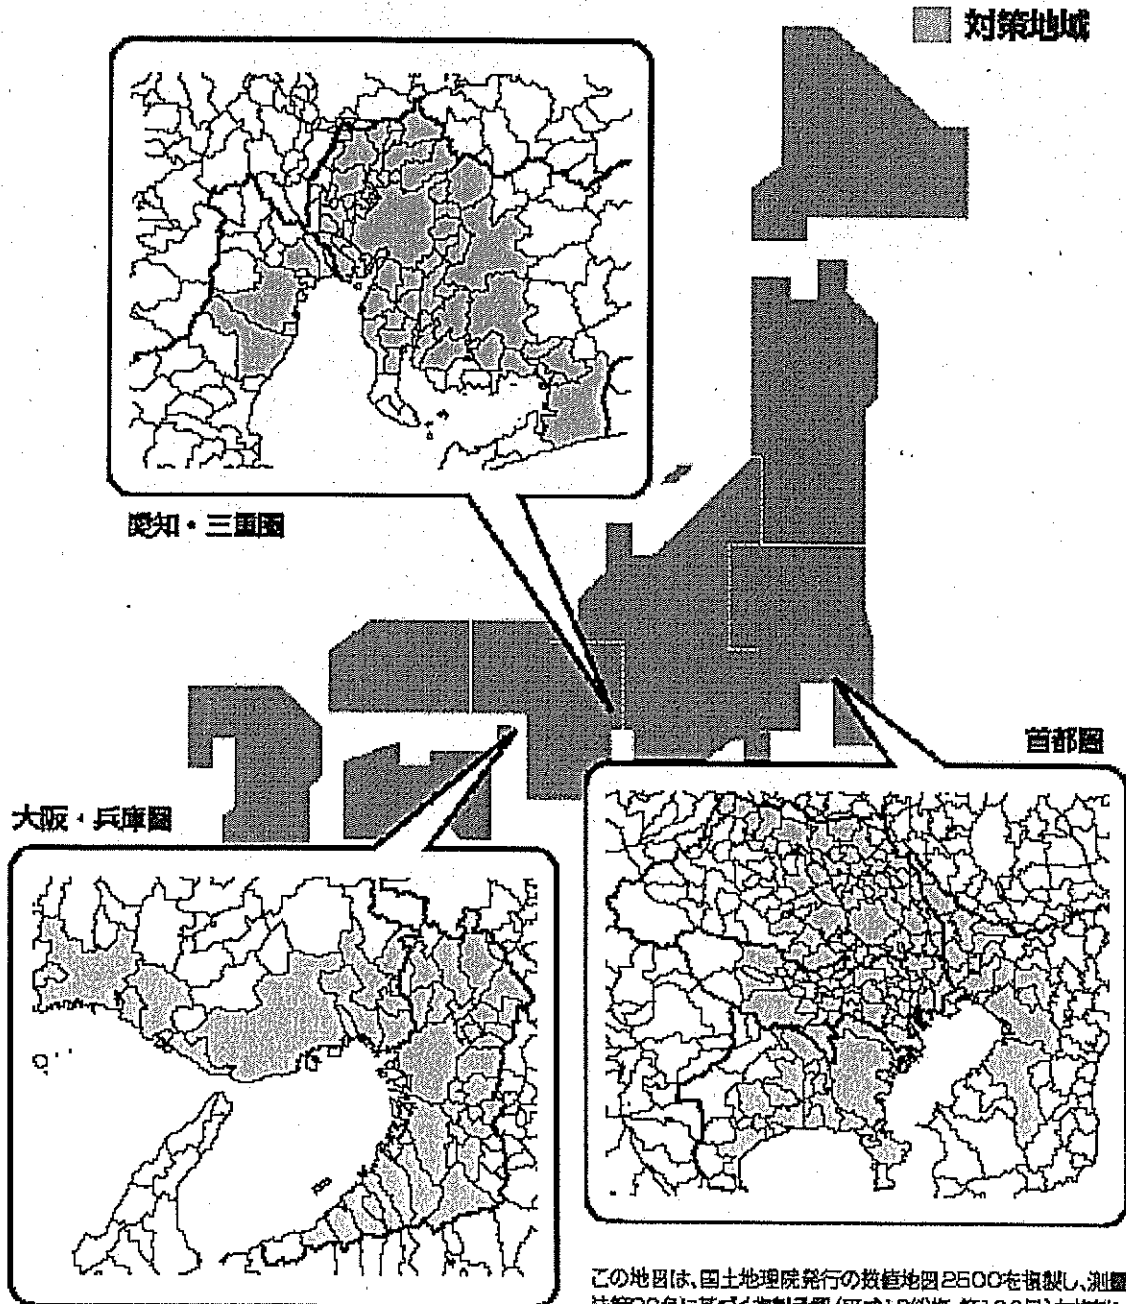 対策地域
愛知・三重圏
首都圏
大阪・兵庫圏
この地図は、国土地理院発行の数値地図2500を複製し、測量